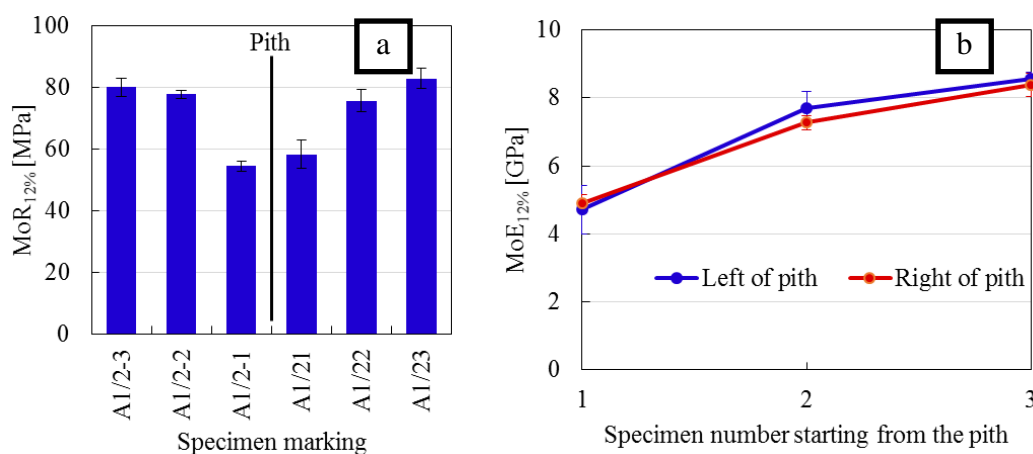 100
80
60
40
20
0
MoR12% [MPa]
Pith
a
A1/2-3
A1/2-2
A1/2-1
A1/21
A1/22
A1/23
Specimen marking
10
8
6
4
2
0
MoE12% [GPa]
b
Left of pith
Right of pith
1
2
3
Specimen number starting from the pith